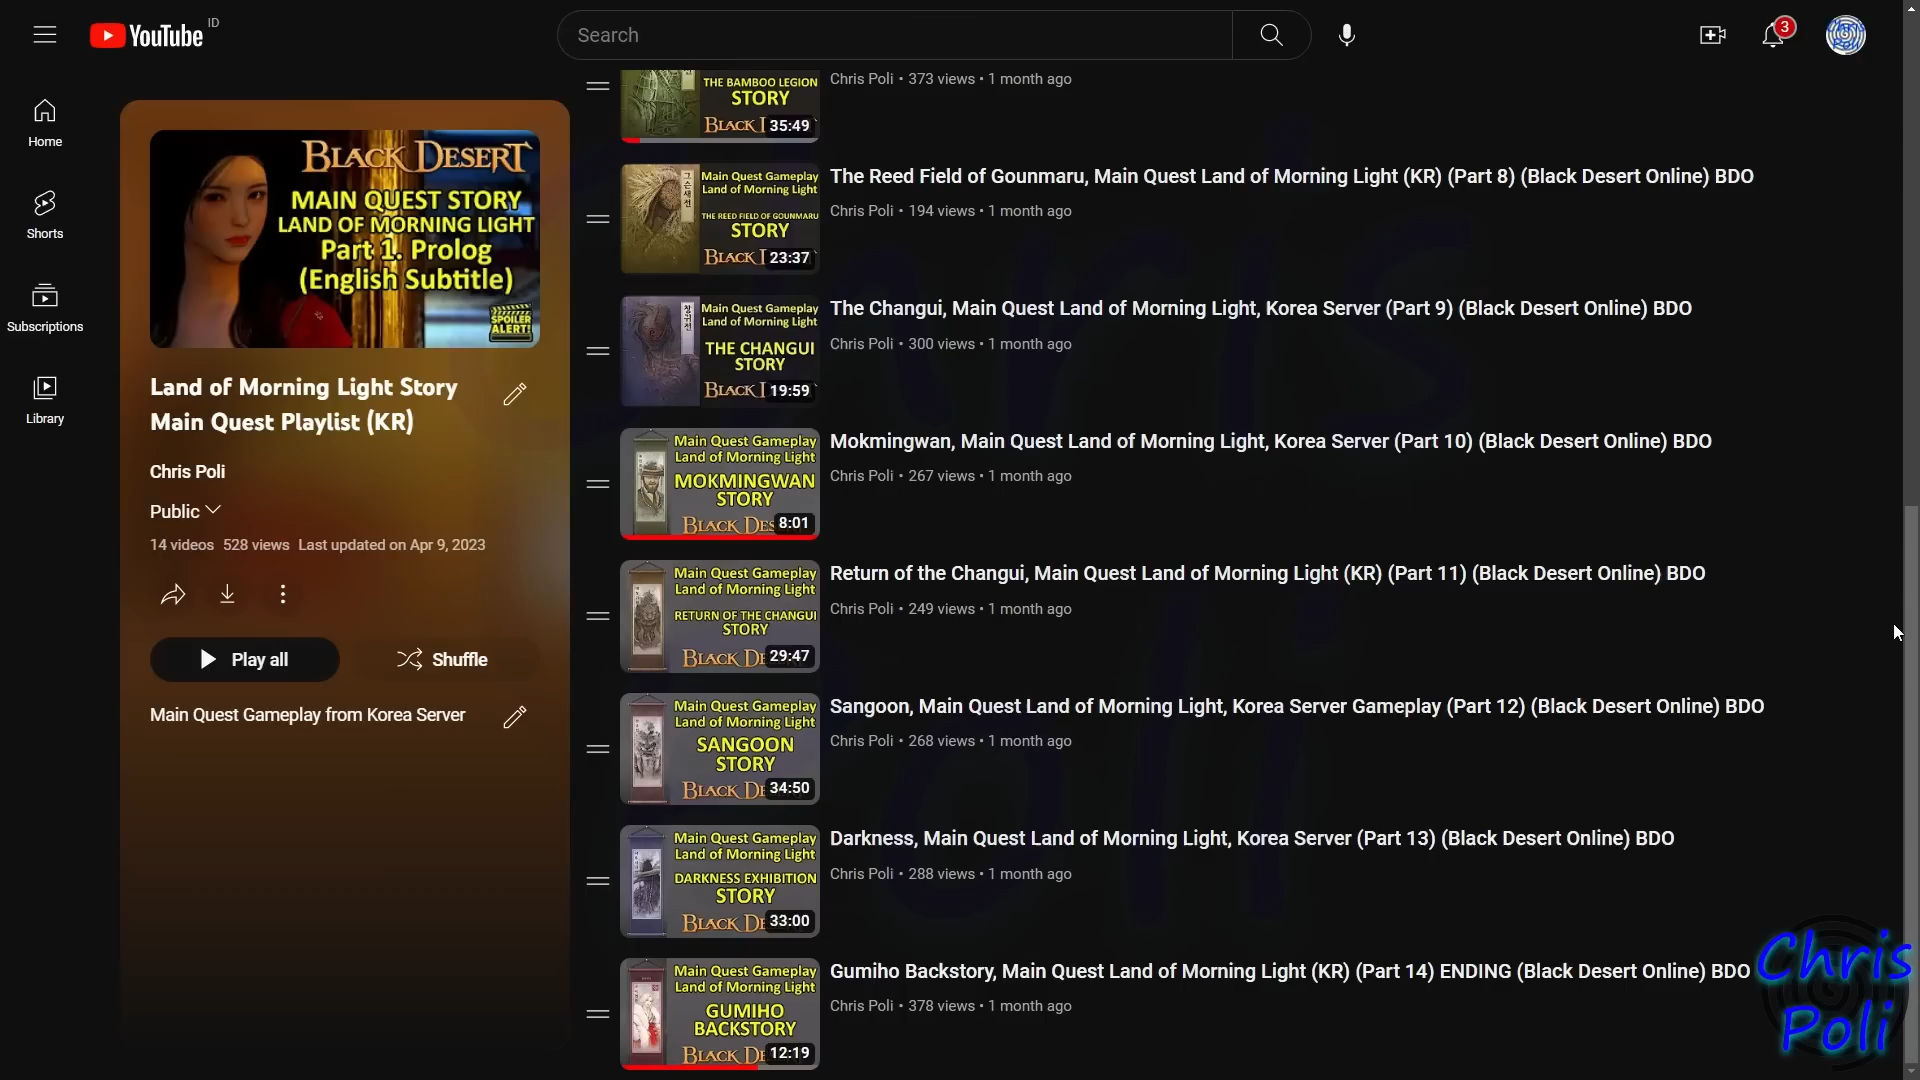 YouTube ID
Search
3
Home
Shorts
Subscriptions
Library
BLACK DESERT
MAIN QUEST STORY
LAND OF MORNING LIGHT
Part 1. Prolog
(English Subtitle)
SPOILER
ALERT!
Land of Morning Light Story
Main Quest Playlist (KR)
Chris Poli
Public
14 videos 528 views Last updated on Apr 9, 2023
Play all
Shuffle
Main Quest Gameplay from Korea Server
THE BAMBOO LEGION
STORY
BLACK
35:49
Chris Poli • 373 views • 1 month ago
Main Quest Gameplay
Land of Morning Light
THE REED FIELD OF GOUNMARU
STORY
BLACK
23:37
The Reed Field of Gounmaru, Main Quest Land of Morning Light (KR) (Part 8) (Black Desert Online) BDO
Chris Poli • 194 views • 1 month ago
Main Quest Gameplay
Land of Morning Light
THE CHANGUI
STORY
BLACK
19:59
The Changui, Main Quest Land of Morning Light, Korea Server (Part 9) (Black Desert Online) BDO
Chris Poli • 300 views • 1 month ago
Main Quest Gameplay
Land of Morning Light
MOKMINGWAN
STORY
BLACK DES
8:01
Mokmingwan, Main Quest Land of Morning Light, Korea Server (Part 10) (Black Desert Online) BDO
Chris Poli • 267 views • 1 month ago
Main Quest Gameplay
Land of Morning Light
RETURN OF THE CHANGUI
STORY
BLACK DE
29:47
Return of the Changui, Main Quest Land of Morning Light (KR) (Part 11) (Black Desert Online) BDO
Chris Poli • 249 views • 1 month ago
Main Quest Gameplay
Land of Morning Light
SANGOON
STORY
BLACK DE
34:50
Sangoon, Main Quest Land of Morning Light, Korea Server Gameplay (Part 12) (Black Desert Online) BDO
Chris Poli • 268 views • 1 month ago
Main Quest Gameplay
Land of Morning Light
DARKNESS EXHIBITION
STORY
BLACK DE
33:00
Darkness, Main Quest Land of Morning Light, Korea Server (Part 13) (Black Desert Online) BDO
Chris Poli • 288 views • 1 month ago
Main Quest Gameplay
Land of Morning Light
GUMIHO
BACKSTORY
BLACK DE
12:19
Gumiho Backstory, Main Quest Land of Morning Light (KR) (Part 14) ENDING (Black Desert Online) BDO
Chris Poli • 378 views • 1 month ago
Chris
Poli